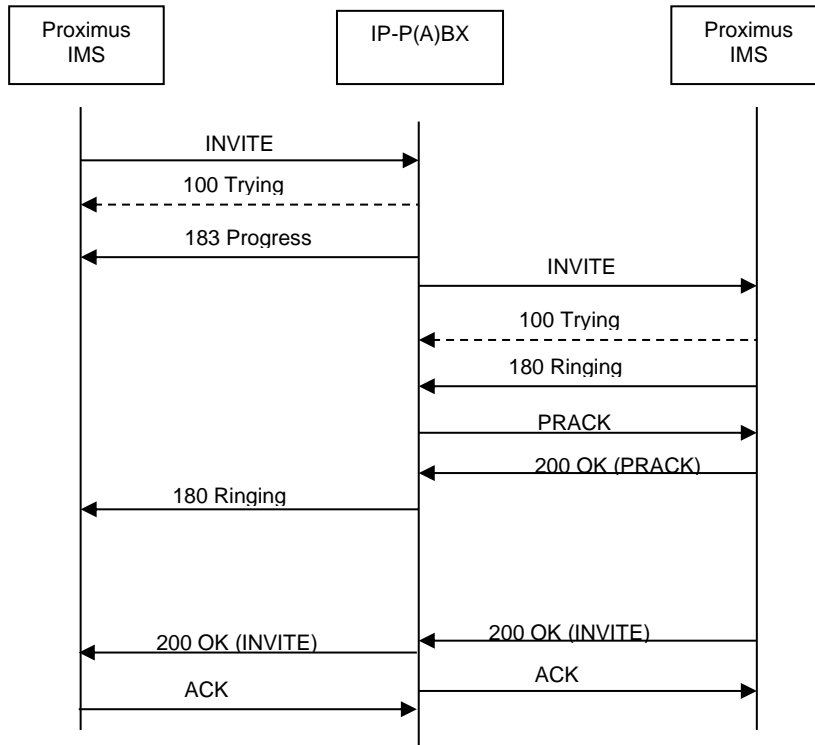 Proximus
IMS
IP-P(A)BX
Proximus
IMS
INVITE
100 Trying
183 Progress
INVITE
100 Trying
180 Ringing
PRACK
200 OK (PRACK)
180 Ringing
200 OK (INVITE)
200 OK (INVITE)
ACK
ACK